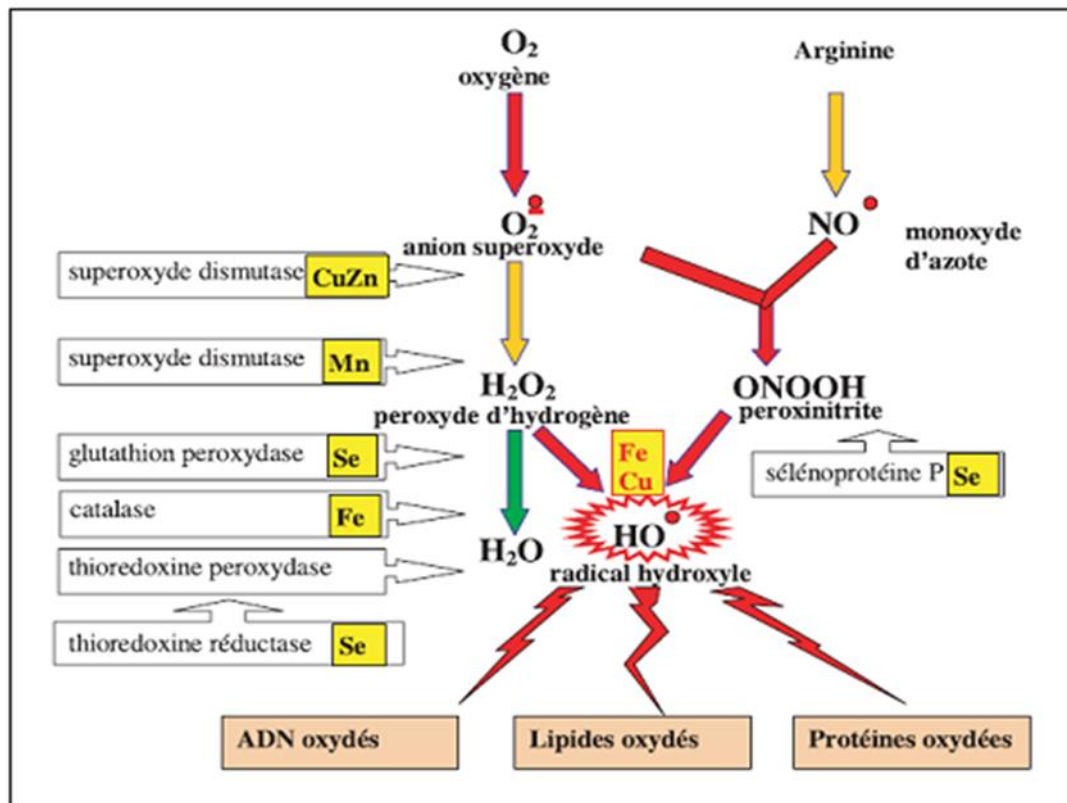 O₂
oxygène
Arginine
O₂•-
anion superoxyde
NO•
monoxyde
d'azote
superoxyde dismutase CuZn
superoxyde dismutase Mn
H₂O₂
peroxyde d'hydrogène
ONOOH
peroxinitrite
glutathion peroxydase Se
Fe
Cu
sélénoprotéine P Se
catalase Fe
HO•
H₂O
thioredoxine peroxydase
radical hydroxyle
thioredoxine réductase Se
ADN oxydés
Lipides oxydés
Protéines oxydées